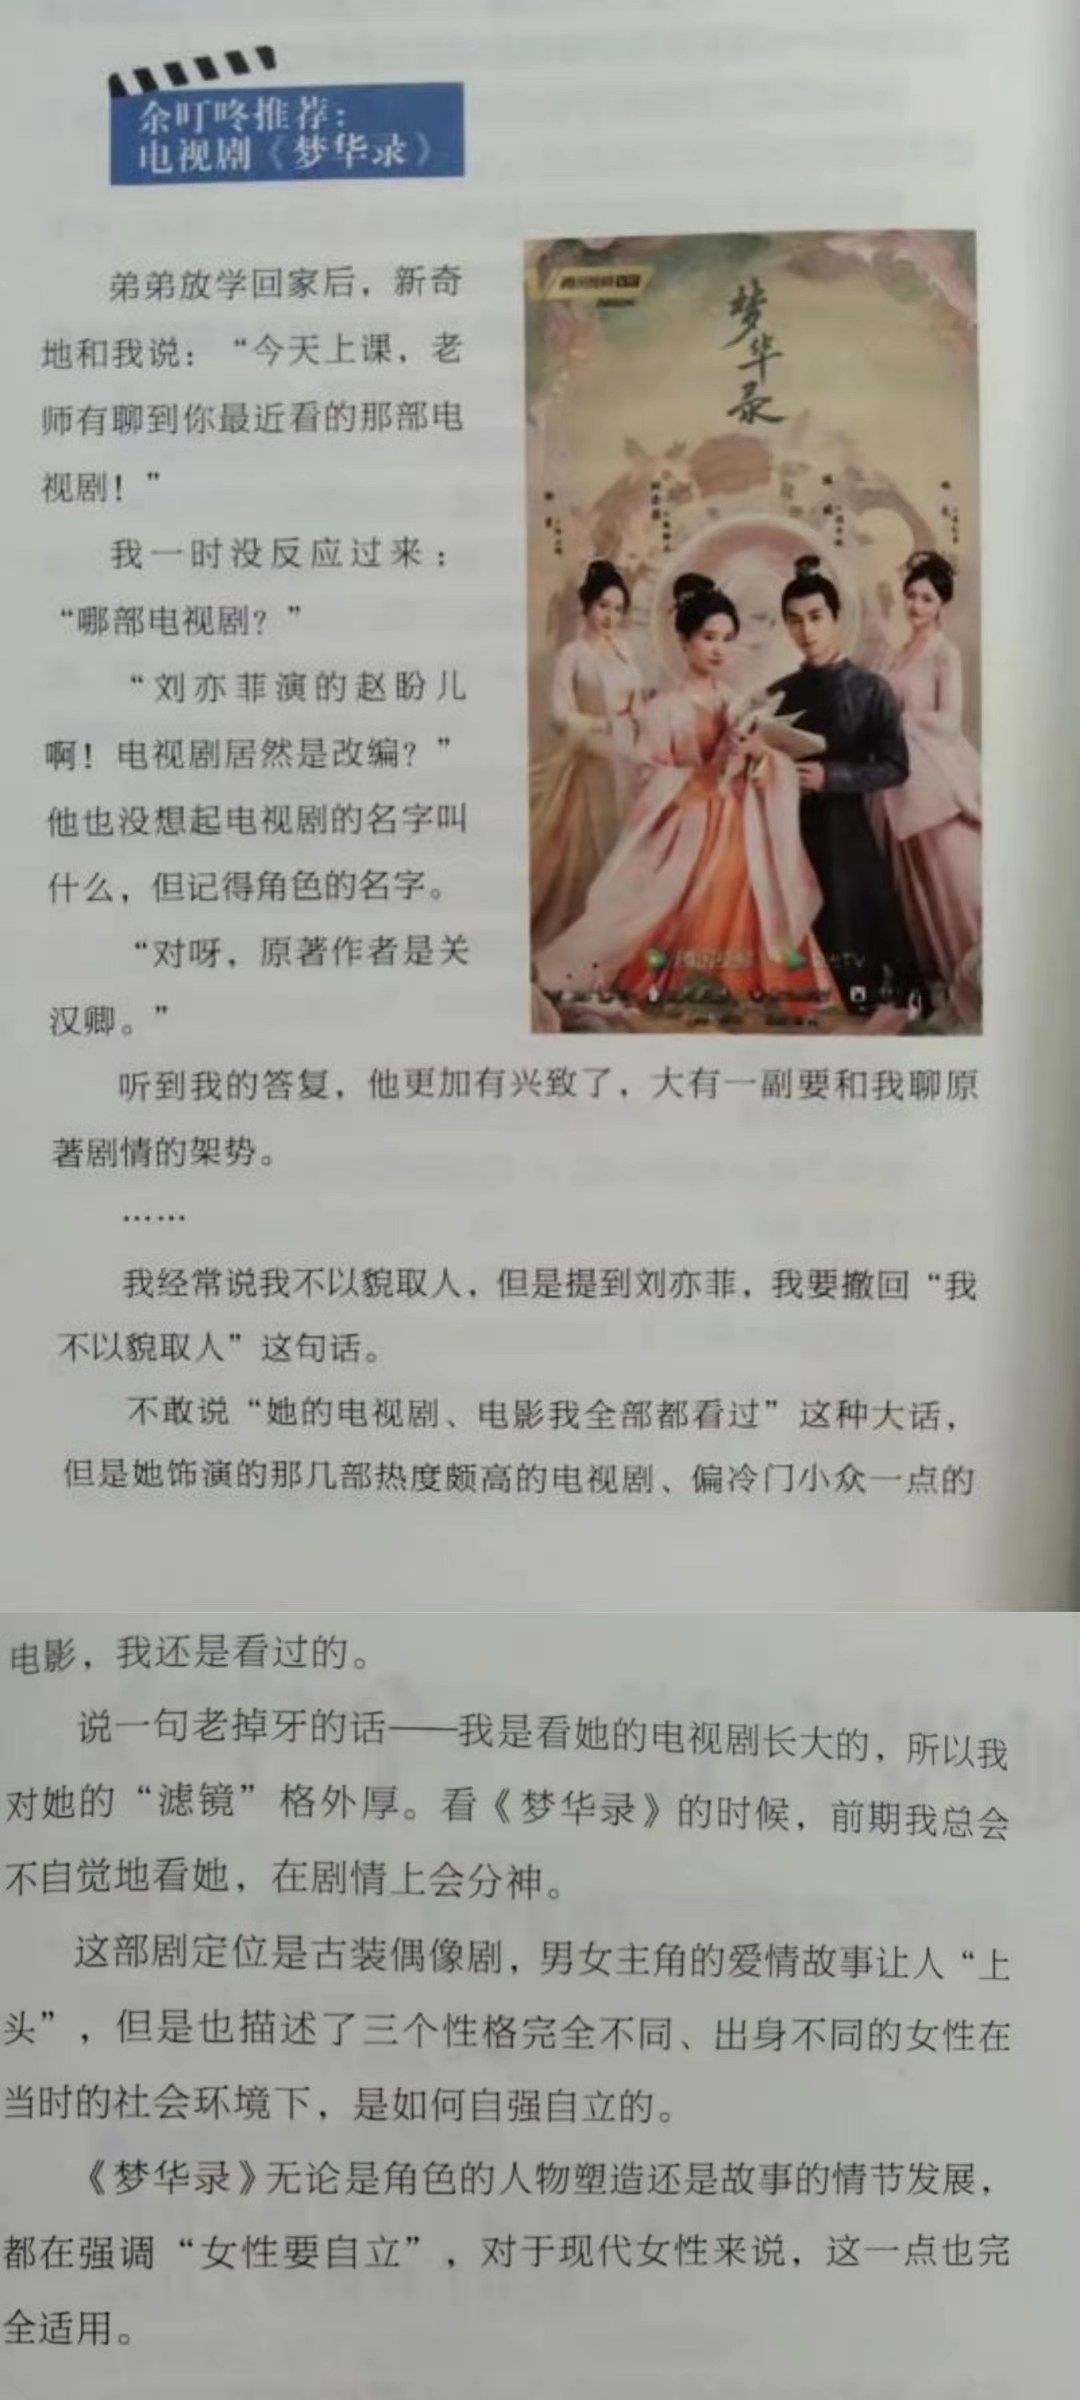 余叮咚推荐：
电视剧《梦华录》
弟弟放学回家后，新奇
地和我说：“今天上课，老
师有聊到你最近看的那部电
视剧！”
我一时没反应过来：
“哪部电视剧？”
“刘亦菲演的赵盼儿
啊！电视剧居然是改编？”
他也没想起电视剧的名字叫
什么，但记得角色的名字。
“对呀，原著作者是关
汉卿。”
梦华录
听到我的答复，他更加有兴致了，大有一副要和我聊原
著剧情的架势。
……
我经常说我不以貌取人，但是提到刘亦菲，我要撤回“我
不以貌取人”这句话。
不敢说“她的电视剧、电影我全部都看过”这种大话，
但是她饰演的那几部热度颇高的电视剧、偏冷门小众一点的
电影，我还是看过的。
说一句老掉牙的话——我是看她的电视剧长大的，所以我
对她的“滤镜”格外厚。看《梦华录》的时候，前期我总会
不自觉地看她，在剧情上会分神。
这部剧定位是古装偶像剧，男女主角的爱情故事让人“上
头”，但是也描述了三个性格完全不同、出身不同的女性在
当时的社会环境下，是如何自强自立的。
《梦华录》无论是角色的人物塑造还是故事的情节发展，
都在强调“女性要自立”，对于现代女性来说，这一点也完
全适用。